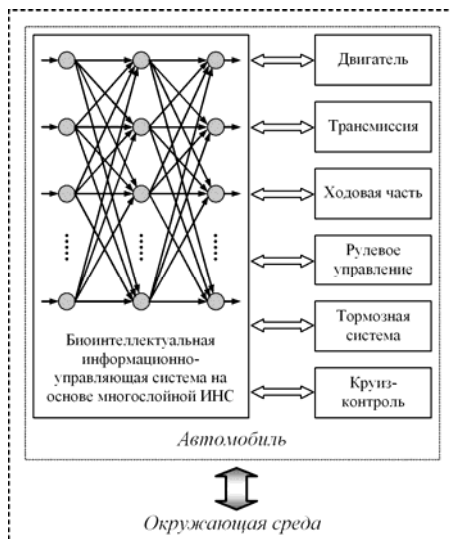 Двигатель
Трансмиссия
Ходовая часть
Рулевое
управление
Тормозная
система
Круиз-
контроль
Биоинтеллектуальная
информационно-
управляющая система на
основе многослойной ИНС
Автомобиль
Окружающая среда